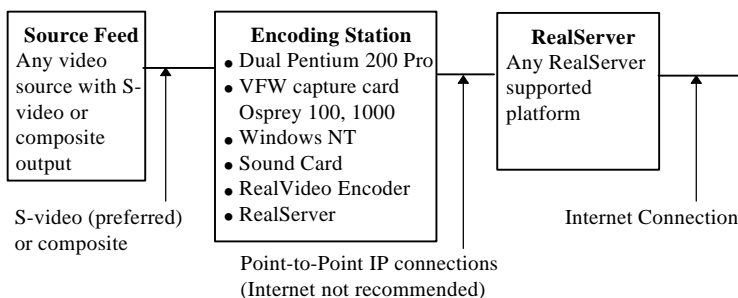 Source Feed
Any video
source with S-
video or
composite
output
Encoding Station
• Dual Pentium 200 Pro
• VFW capture card
Osprey 100, 1000
• Windows NT
• Sound Card
• RealVideo Encoder
• RealServer
RealServer
Any RealServer
supported
platform
S-video (preferred)
or composite
Internet Connection
Point-to-Point IP connections
(Internet not recommended)